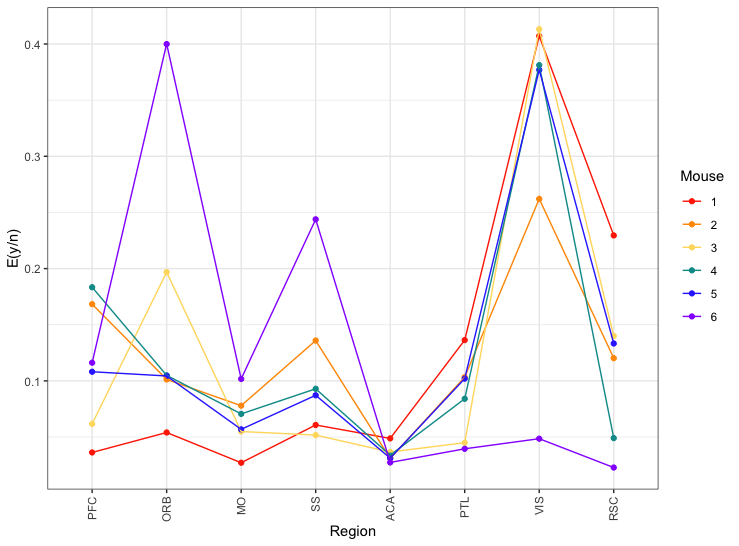 0.4
0.3
0.2
0.1
E(y/n)
PFC
ORB
MO
SS
ACA
PTL
VIS
RSC
Region
Mouse
1
2
3
4
5
6